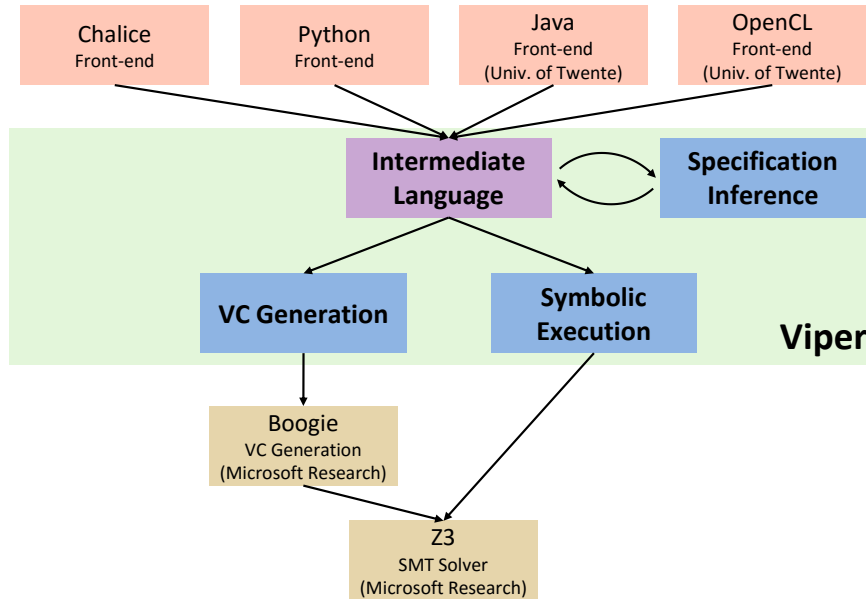 Chalice
Front-end
Python
Front-end
Java
Front-end
(Univ. of Twente)
OpenCL
Front-end
(Univ. of Twente)
Intermediate
Language
Specification
Inference
VC Generation
Symbolic
Execution
Viper
Boogie
VC Generation
(Microsoft Research)
Z3
SMT Solver
(Microsoft Research)